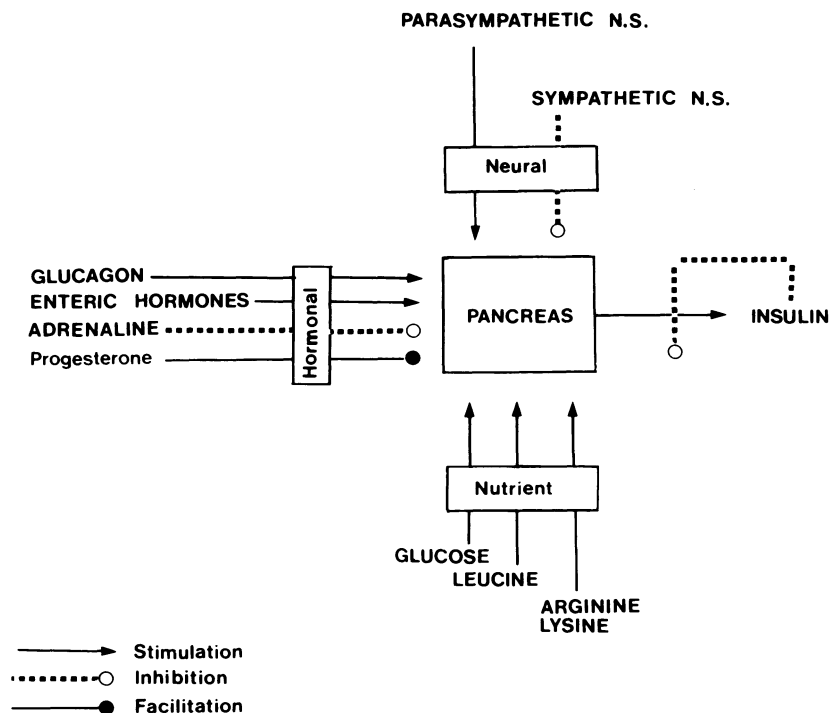 PARASYMPATHETIC N.S.
SYMPATHETIC N.S.
Neural
GLUCAGON
ENTERIC HORMONES
ADRENALINE
Progesterone
Hormonal
PANCREAS
INSULIN
Nutrient
GLUCOSE
LEUCINE
ARGININE
LYSINE
Stimulation
Inhibition
Facilitation